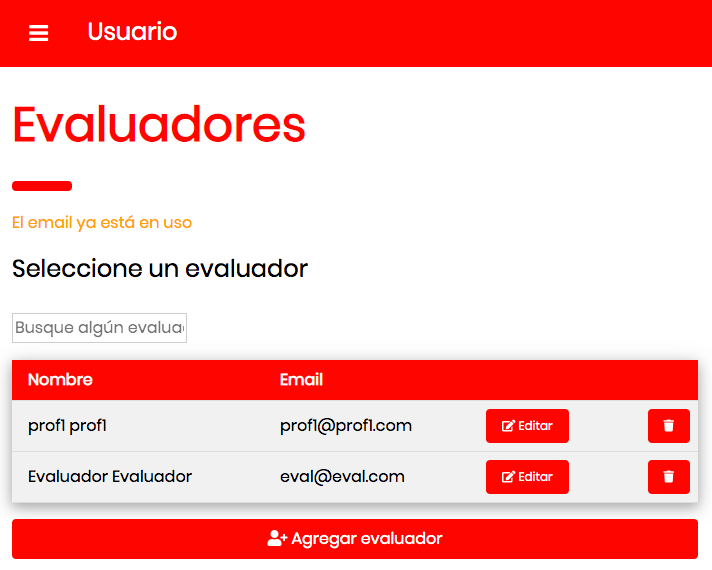 Usuario
Evaluadores
El email ya está en uso
Seleccione un evaluador
Busque algún evalua
Nombre Email
prof1 prof1 prof1@prof1.com Editar
Evaluador Evaluador eval@eval.com Editar
Agregar evaluador